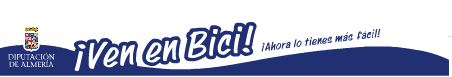 ¡Ven en Bici! ¡Ahora lo tienes más fácil!
DIPUTACIÓN
DE ALMERÍA